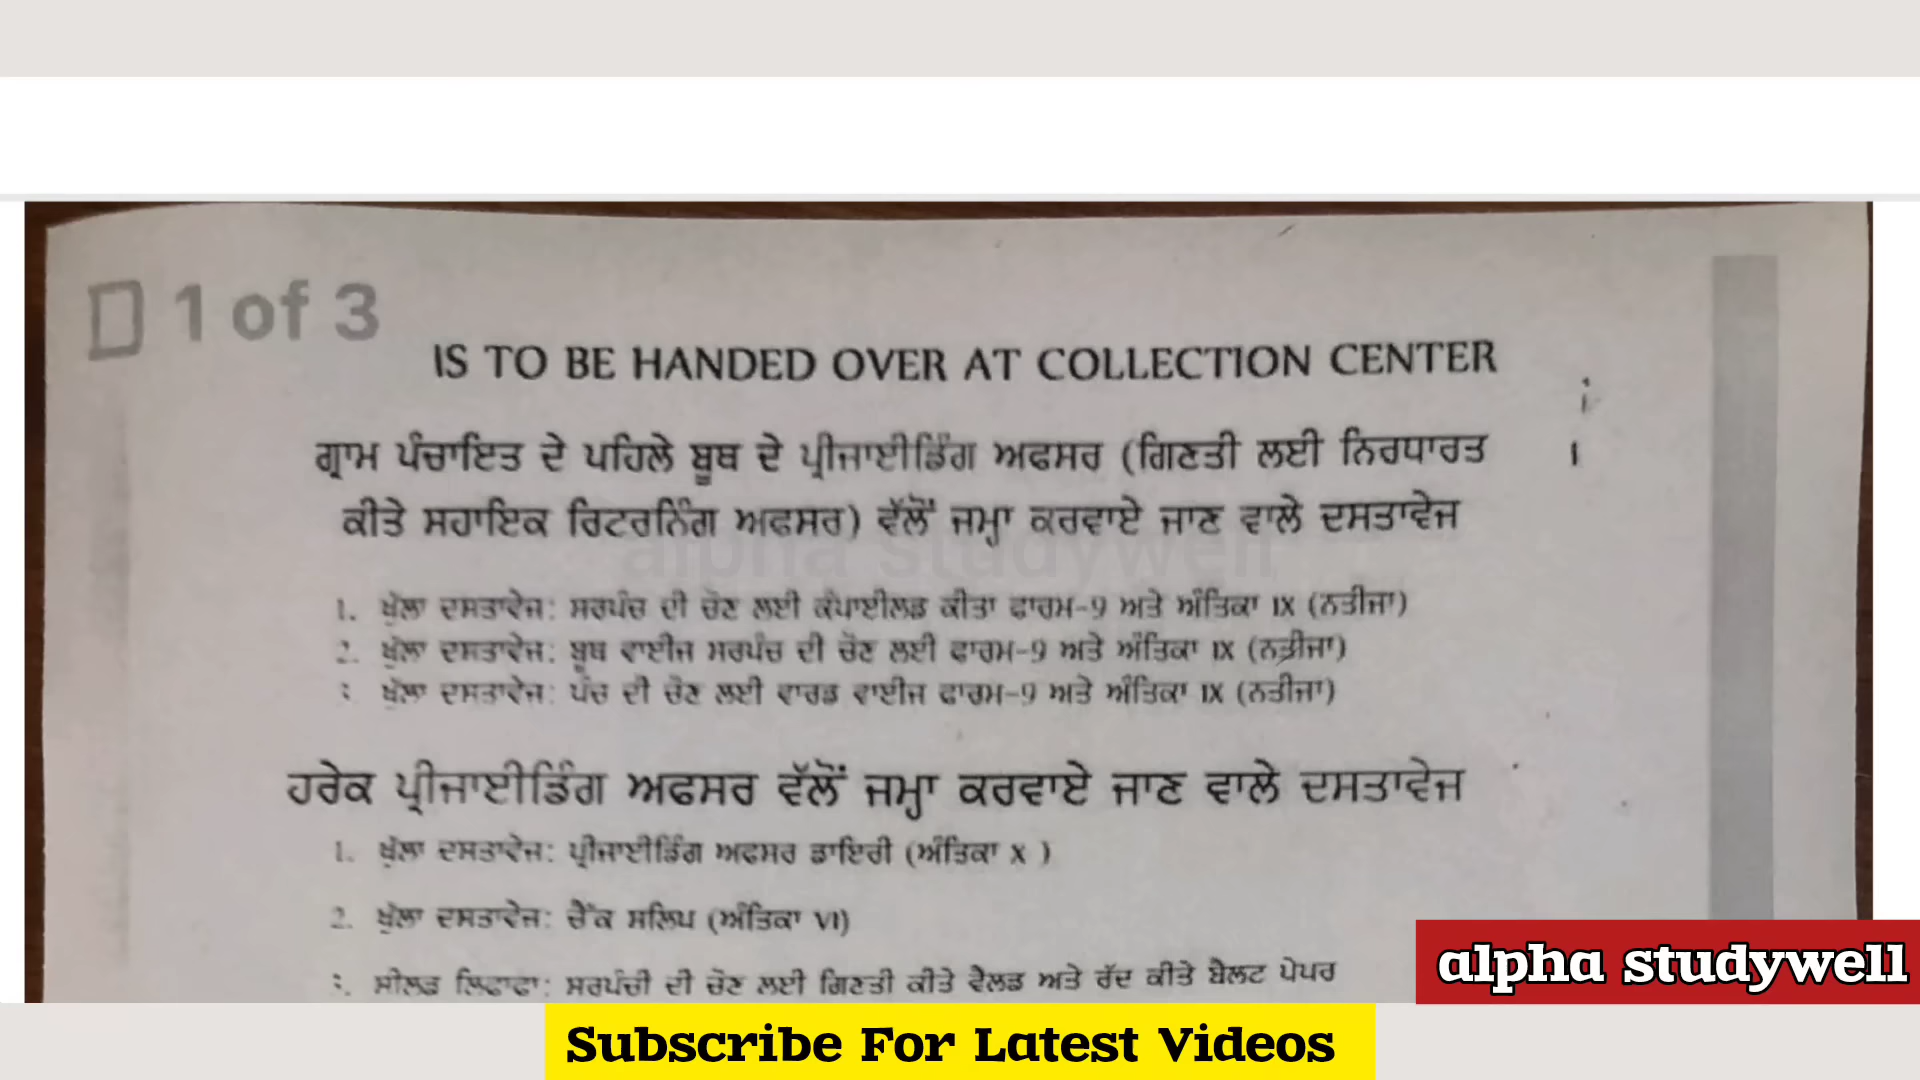 1 of 3
IS TO BE HANDED OVER AT COLLECTION CENTER
ਗ੍ਰਾਮ ਪੰਚਾਇਤ ਦੇ ਪਹਿਲੇ ਬੂਥ ਦੇ ਪ੍ਰੀਜਾਈਡਿੰਗ ਅਫਸਰ (ਗਿਣਤੀ ਲਈ ਨਿਰਧਾਰਤ
ਕੀਤੇ ਸਹਾਇਕ ਰਿਟਰਨਿੰਗ ਅਫਸਰ) ਵੱਲੋਂ ਜਮ੍ਹਾ ਕਰਵਾਏ ਜਾਣ ਵਾਲੇ ਦਸਤਾਵੇਜ
alpha studywell
1. ਖੁੱਲਾ ਦਸਤਾਵੇਜ: ਸਰਪੰਚ ਦੀ ਚੋਣ ਲਈ ਕੰਪਾਈਲਡ ਕੀਤਾ ਫਾਰਮ-9 ਅਤੇ ਅੰਤਿਕਾ IX (ਨਤੀਜਾ)
2. ਖੁੱਲਾ ਦਸਤਾਵੇਜ: ਬੂਥ ਵਾਈਜ ਸਰਪੰਚ ਦੀ ਚੋਣ ਲਈ ਫਾਰਮ-9 ਅਤੇ ਅੰਤਿਕਾ IX (ਨਤੀਜਾ)
ਖੁੱਲਾ ਦਸਤਾਵੇਜ: ਪੰਚ ਦੀ ਚੋਣ ਲਈ ਵਾਰਡ ਵਾਈਜ ਫਾਰਮ-9 ਅਤੇ ਅੰਤਿਕਾ IX (ਨਤੀਜਾ)
ਹਰੇਕ ਪ੍ਰੀਜਾਈਡਿੰਗ ਅਫਸਰ ਵੱਲੋਂ ਜਮ੍ਹਾ ਕਰਵਾਏ ਜਾਣ ਵਾਲੇ ਦਸਤਾਵੇਜ
1. ਖੁੱਲਾ ਦਸਤਾਵੇਜ: ਪ੍ਰੀਜਾਈਡਿੰਗ ਅਫਸਰ ਡਾਇਰੀ (ਅੰਤਿਕਾ X )
2. ਖੁੱਲਾ ਦਸਤਾਵੇਜ: ਚੈੱਕ ਸਲਿਪ (ਅੰਤਿਕਾ VI)
ਸੀਲਡ ਲਿਫਾਫਾ: ਸਰਪੰਚੀ ਦੀ ਚੋਣ ਲਈ ਗਿਣਤੀ ਕੀਤੇ ਵੈਲਡ ਅਤੇ ਰੱਦ ਕੀਤੇ ਬੈਲਟ ਪੇਪਰ
alpha studywell
Subscribe For Latest Videos